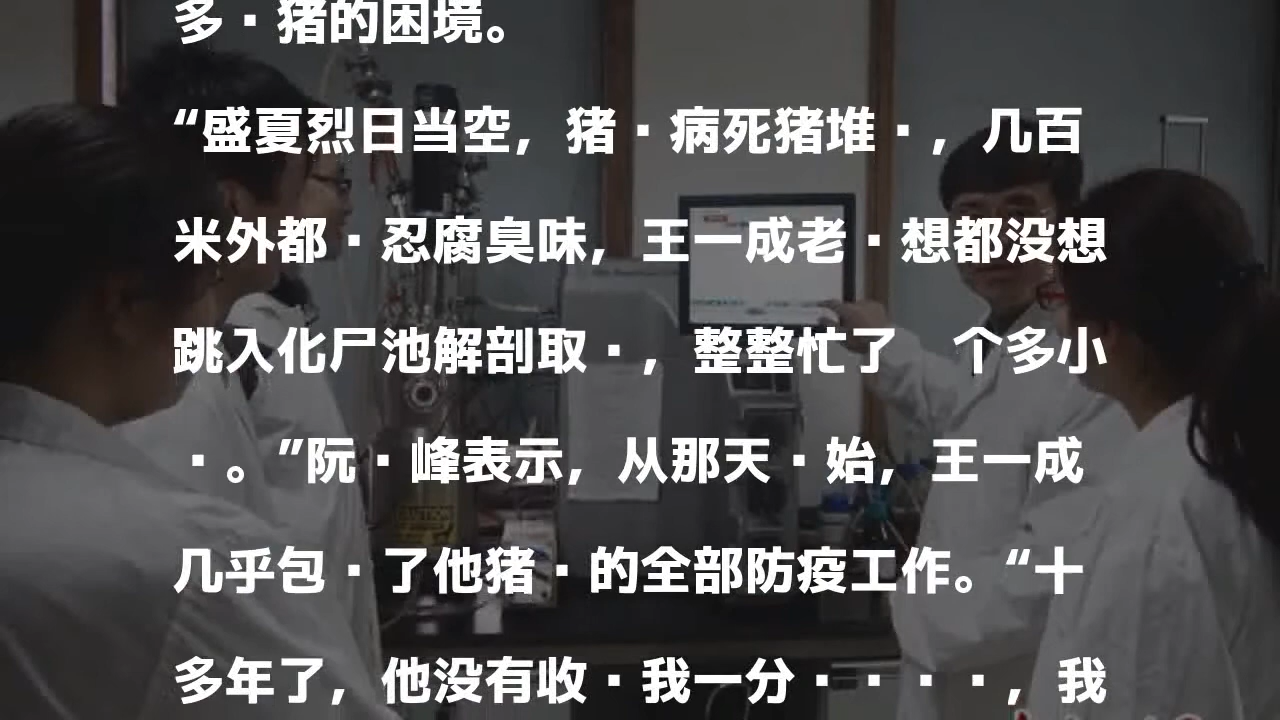 多·猪的困境。
“盛夏烈日当空，猪·病死猪堆·，几百
米外都·忍腐臭味，王一成老·想都没想
跳入化尸池解剖取·，整整忙了　个多小
·。”阮·峰表示，从那天·始，王一成
几乎包·了他猪·的全部防疫工作。“十
多年了，他没有收·我一分····，我